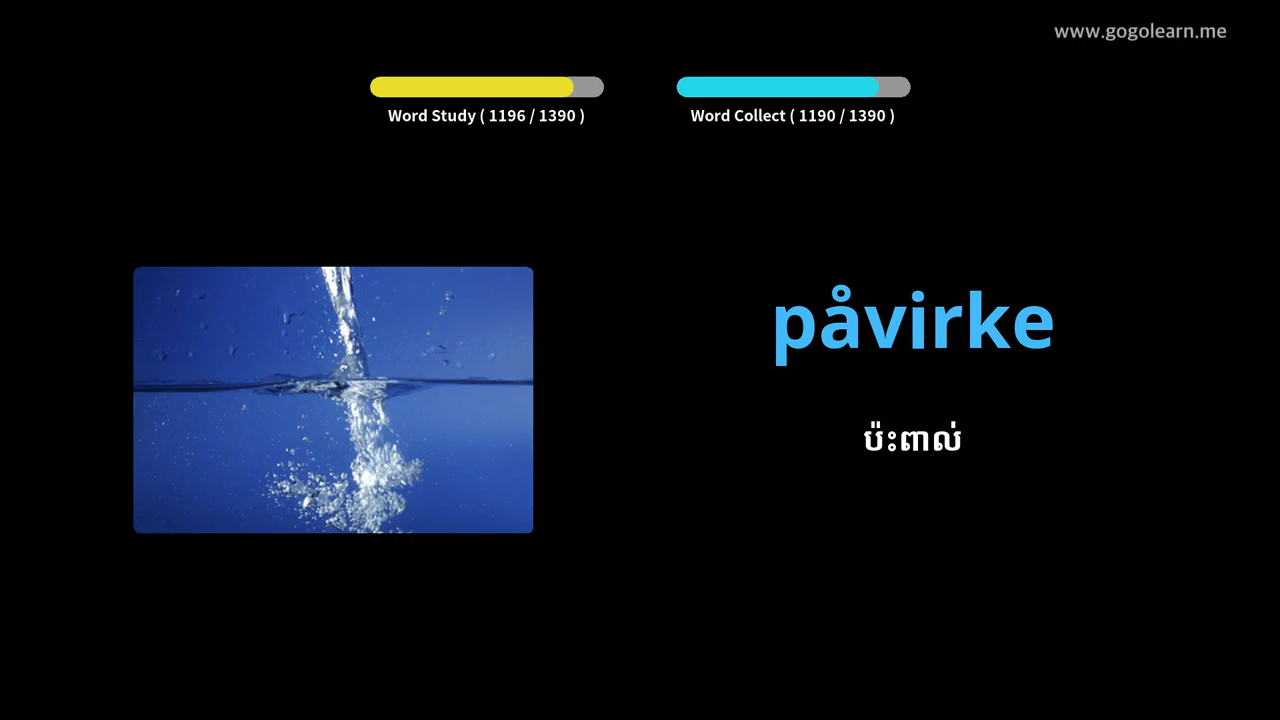 www.gogolearn.me
Word Study ( 1196 / 1390 )
Word Collect ( 1190 / 1390 )
påvirke
ប៉ះពាល់